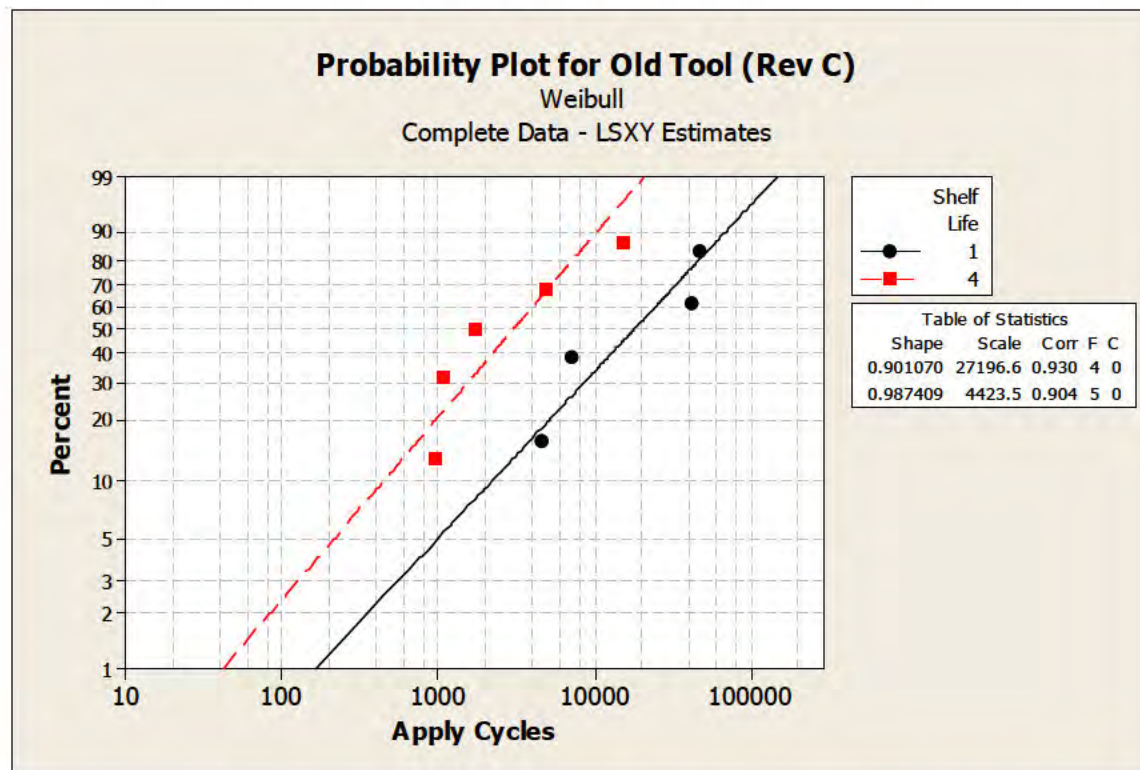 Probability Plot for Old Tool (Rev C)
Weibull
Complete Data - LSXY Estimates
99
90
80
70
60
50
40
30
20
10
5
3
2
1
Percent
10 100 1000 10000 100000
Apply Cycles
Shelf
Life
1
4
Table of Statistics
Shape Scale Corr F C
0.901070 27196.6 0.930 4 0
0.987409 4423.5 0.904 5 0